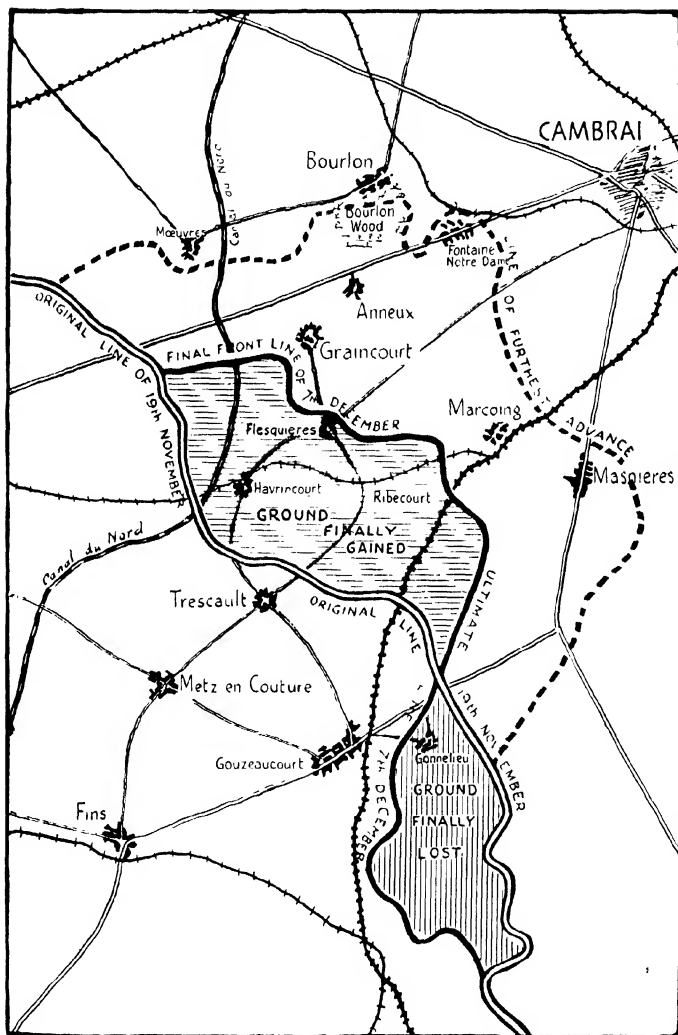 CAMBRAI
Bourlon
Canal du Nord
Mœuvres
Bourlon
Wood
Fontaine
Notre Dame
LINE OF FURTHEST ADVANCE
Anneux
ORIGINAL LINE OF 19th NOVEMBER
FINAL FRONT LINE OF 7th DECEMBER
Graincourt
Flesquieres
Marcoing
Masnieres
Havrincourt
Ribecourt
GROUND
FINALLY
GAINED
Canal du Nord
Trescault
ORIGINAL LINE
ULTIMATE
LINE
19th NOVEMBER
Metz en Couture
Gouzeaucourt
Gonnelieu
7th DECEMBER
GROUND
FINALLY
LOST.
Fins